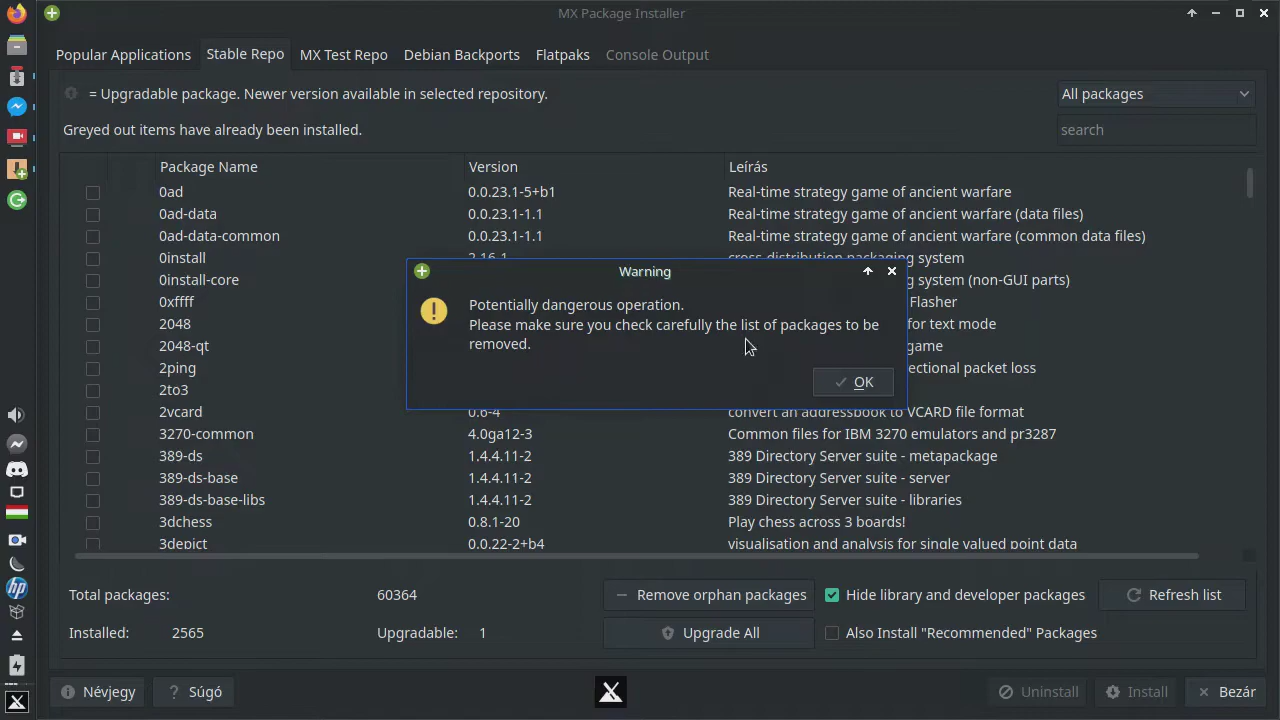 MX Package Installer
Popular Applications Stable Repo MX Test Repo Debian Backports Flatpaks Console Output
= Upgradable package. Newer version available in selected repository. All packages
Greyed out items have already been installed. search
Package Name Version Leírás
0ad 0.0.23.1-5+b1 Real-time strategy game of ancient warfare
0ad-data 0.0.23.1-1.1 Real-time strategy game of ancient warfare (data files)
0ad-data-common 0.0.23.1-1.1 Real-time strategy game of ancient warfare (common data files)
0install 2.16-1 cross-distribution packaging system
0install-core system (non-GUI parts)
0xffff Flasher
2048 for text mode
2048-qt game
2ping ectional packet loss
2to3
2vcard 0.6-4 convert an addressbook to VCARD file format
3270-common 4.0ga12-3 Common files for IBM 3270 emulators and pr3287
389-ds 1.4.4.11-2 389 Directory Server suite - metapackage
389-ds-base 1.4.4.11-2 389 Directory Server suite - server
389-ds-base-libs 1.4.4.11-2 389 Directory Server suite - libraries
3dchess 0.8.1-20 Play chess across 3 boards!
3depict 0.0.22-2+b4 visualisation and analysis for single valued point data
Warning
Potentially dangerous operation.
Please make sure you check carefully the list of packages to be
removed.
OK
Total packages: 60364 Remove orphan packages Hide library and developer packages Refresh list
Installed: 2565 Upgradable: 1 Upgrade All Also Install "Recommended" Packages
Névjegy Súgó Uninstall Install Bezár
hp